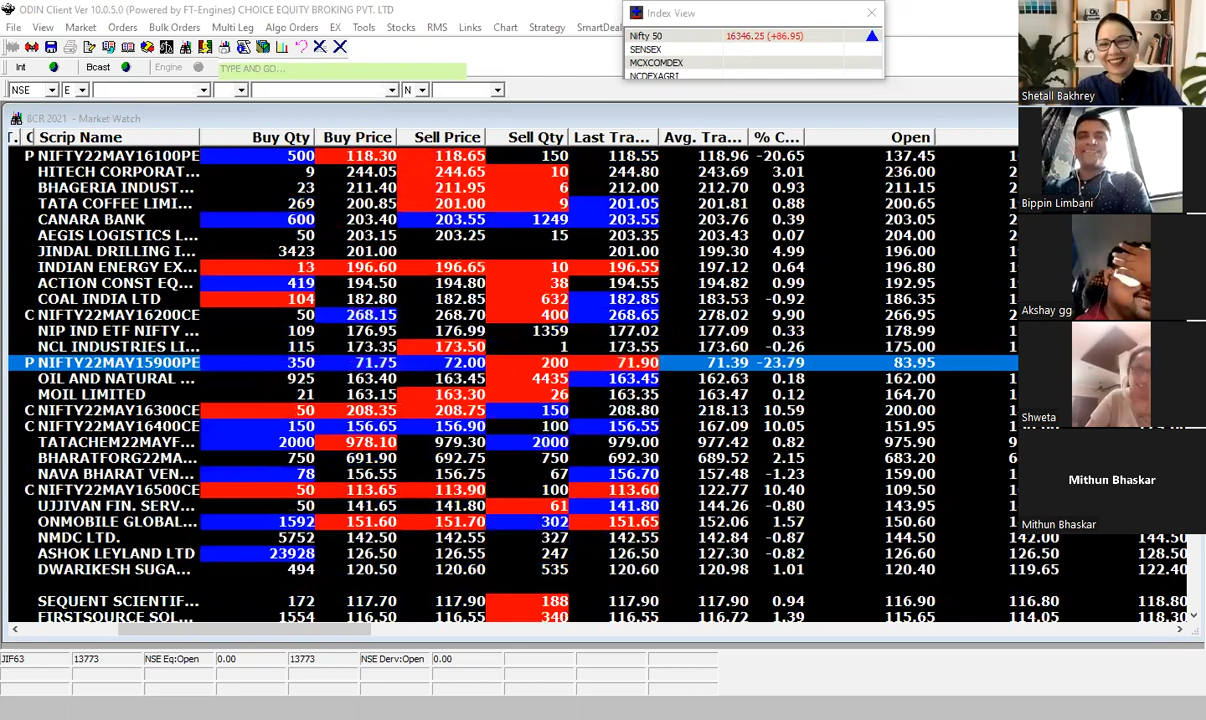 ODIN Client Ver 10.0.5.0 (Powered by FT-Engines) CHOICE EQUITY BROKING PVT. LTD
File View Market Orders Bulk Orders Multi Leg Algo Orders EX Tools Stocks RMS Links Chart Strategy SmartDeal
Int Bcast Engine TYPE AND GO...
NSE E N
Index View
Nifty 50 16346.25 (+86.95)
SENSEX
MCXCOMDEX
NCDEXAGRI
BCR 2021 - Market Watch
C Scrip Name Buy Qty Buy Price Sell Price Sell Qty Last Tra... Avg. Tra... % C... Open
P NIFTY22MAY16100PE 500 118.30 118.65 150 118.55 118.96 -20.65 137.45
HITECH CORPORAT... 9 244.05 244.65 10 244.80 243.69 3.01 236.00
BHAGERIA INDUST... 23 211.40 211.95 6 212.00 212.70 0.93 211.15
TATA COFFEE LIMI... 269 200.85 201.00 9 201.05 201.81 0.88 200.65
CANARA BANK 600 203.40 203.55 1249 203.55 203.76 0.39 203.05
AEGIS LOGISTICS L... 50 203.15 203.25 15 203.35 203.43 0.07 204.00
JINDAL DRILLING I... 3423 201.00 201.00 199.30 4.99 196.00
INDIAN ENERGY EX... 13 196.60 196.65 10 196.55 197.12 0.64 196.80
ACTION CONST EQ... 419 194.50 194.80 38 194.55 194.82 0.99 192.95
COAL INDIA LTD 104 182.80 182.85 632 182.85 183.53 -0.92 186.35
C NIFTY22MAY16200CE 50 268.15 268.70 400 268.65 278.02 9.90 266.95
NIP IND ETF NIFTY ... 109 176.95 176.99 1359 177.02 177.09 0.33 178.99
NCL INDUSTRIES LI... 115 173.35 173.50 1 173.35 173.55 0.26 175.00
P NIFTY22MAY15900PE 350 71.75 72.00 200 71.90 71.39 -23.79 83.95
OIL AND NATURAL ... 925 163.40 163.45 4435 163.45 162.63 0.18 162.00
MOIL LIMITED 21 163.15 163.30 26 163.35 163.47 0.12 164.70
C NIFTY22MAY16300CE 50 208.35 208.75 150 208.80 218.13 10.59 200.00
C NIFTY22MAY16400CE 150 156.65 156.90 100 156.55 167.09 10.05 151.95
TATACHEM22MAYF... 2000 978.10 979.30 2000 979.00 977.42 0.82 975.90
BHARATFORG22MA... 750 691.90 692.75 750 692.30 689.52 2.15 683.20
NAVA BHARAT VEN... 78 156.55 156.75 67 156.70 157.48 -1.23 159.00
C NIFTY22MAY16500CE 50 113.65 113.90 100 113.60 122.77 10.40 109.50
UJJIVAN FIN. SERV... 50 141.65 141.80 61 141.80 144.26 -0.80 143.95
ONMOBILE GLOBAL... 1592 151.60 151.70 302 151.65 152.06 1.57 150.60
NMDC LTD. 5752 142.50 142.55 327 142.55 142.84 -0.87 144.50 142.00 144.50
ASHOK LEYLAND LTD 23928 126.50 126.55 247 126.50 127.30 -0.82 126.60 126.50 128.50
DWARIKESH SUGA... 494 120.50 120.60 535 120.60 120.98 1.01 120.40 119.65 122.40
SEQUENT SCIENTIF... 172 117.70 117.90 188 117.90 117.90 0.94 116.90 116.80 118.80
FIRSTSOURCE SOL... 1554 116.55 116.65 340 116.55 116.72 1.39 115.65 114.05 118.30
JIF63 13773 NSE Eq:Open 0.00 13773 NSE Derv:Open 0.00
Shetall Bakhrey
Bippin Limbani
Akshay gg
Shweta
Mithun Bhaskar
Mithun Bhaskar